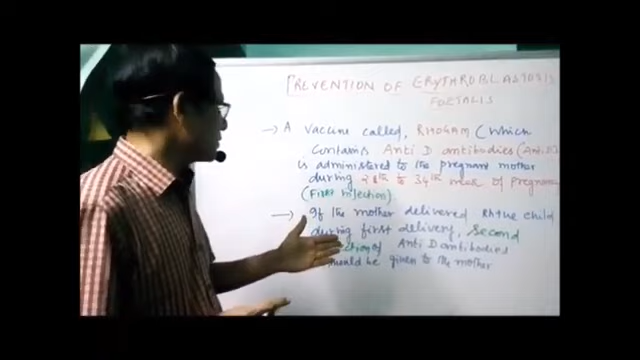 PREVENTION OF ERYTHROBLASTOSIS
FOETALIS
→ A vaccine called, RHOGAM (Which
contains Anti D antibodies (Anti D)
is administered to the pregnant mother
during 28th to 34th week of pregnancy
(First injection)
→ If the mother delivered Rh+ve child
during first delivery, Second
of Anti D antibodies
should be given to the mother